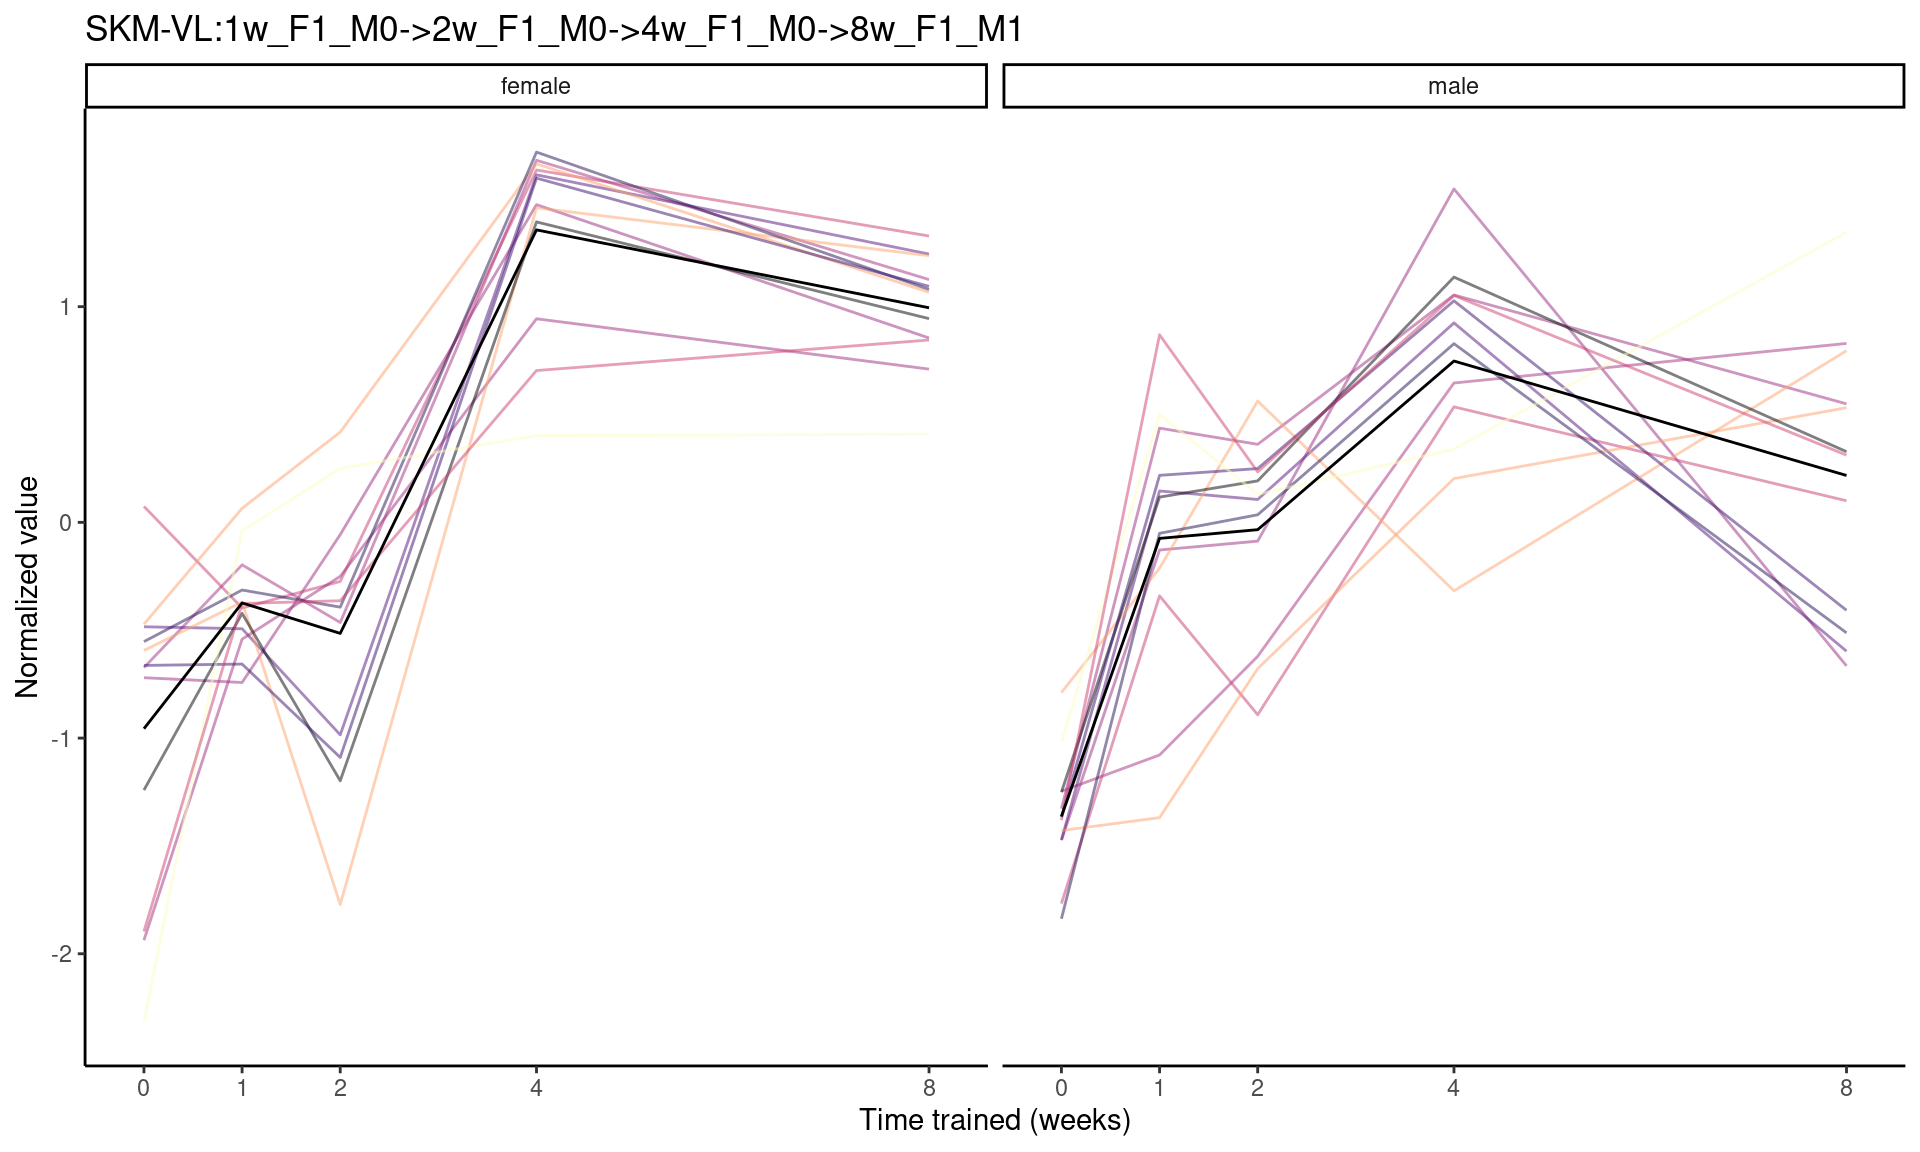 SKM-VL:1w_F1_M0->2w_F1_M0->4w_F1_M0->8w_F1_M1
female male
Normalized value
1
0
-1
-2
0 1 2 4 8 0 1 2 4 8
Time trained (weeks)